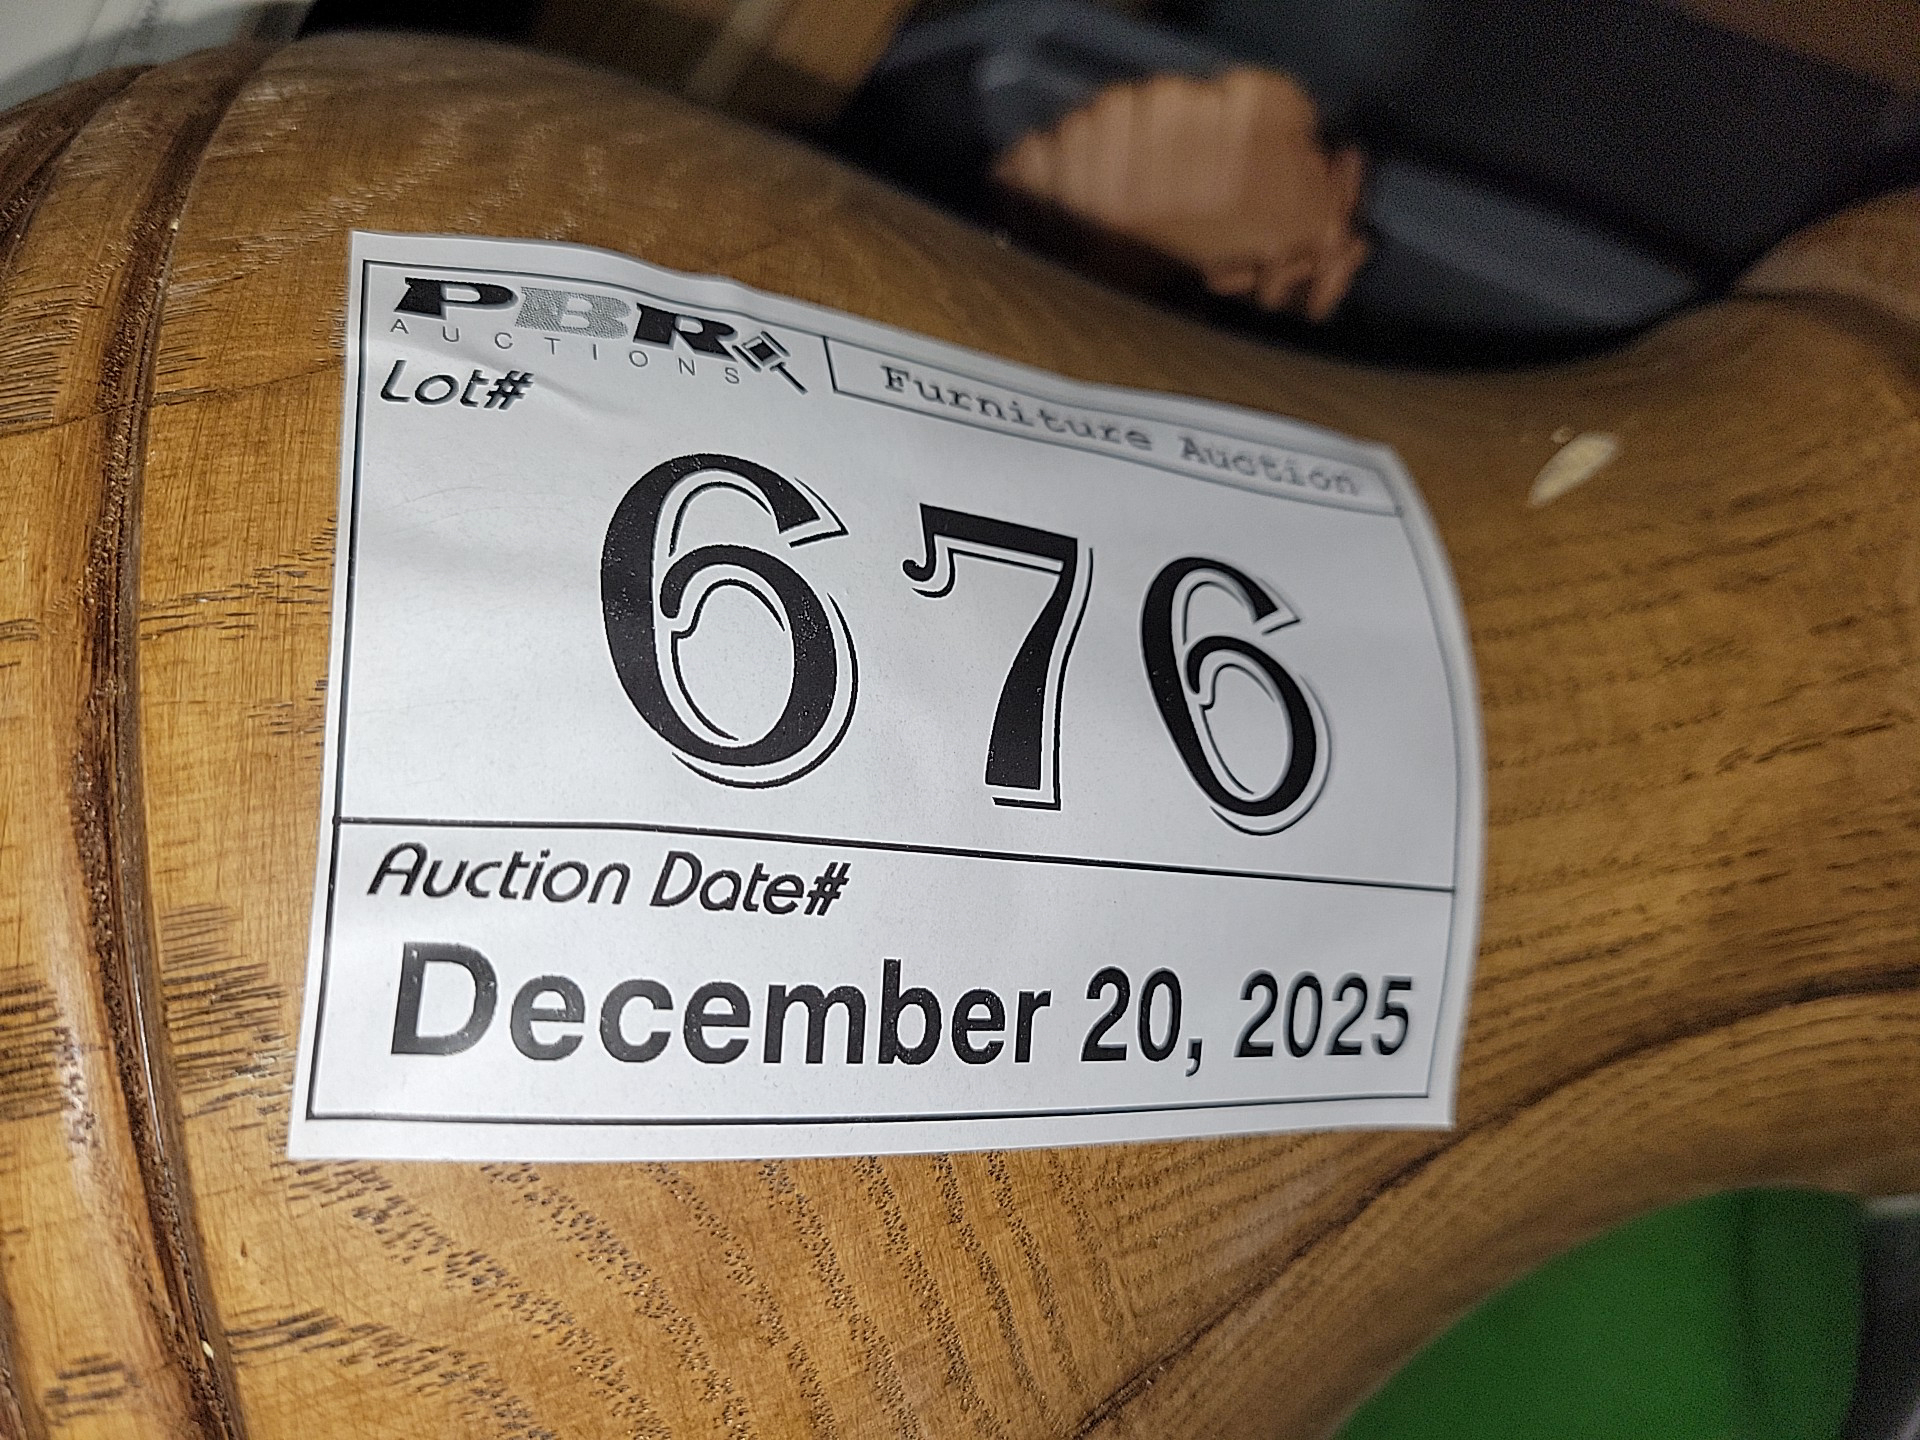 PBR
AUCTIONS
Furniture Auction
Lot#
676
Auction Date#
December 20, 2025